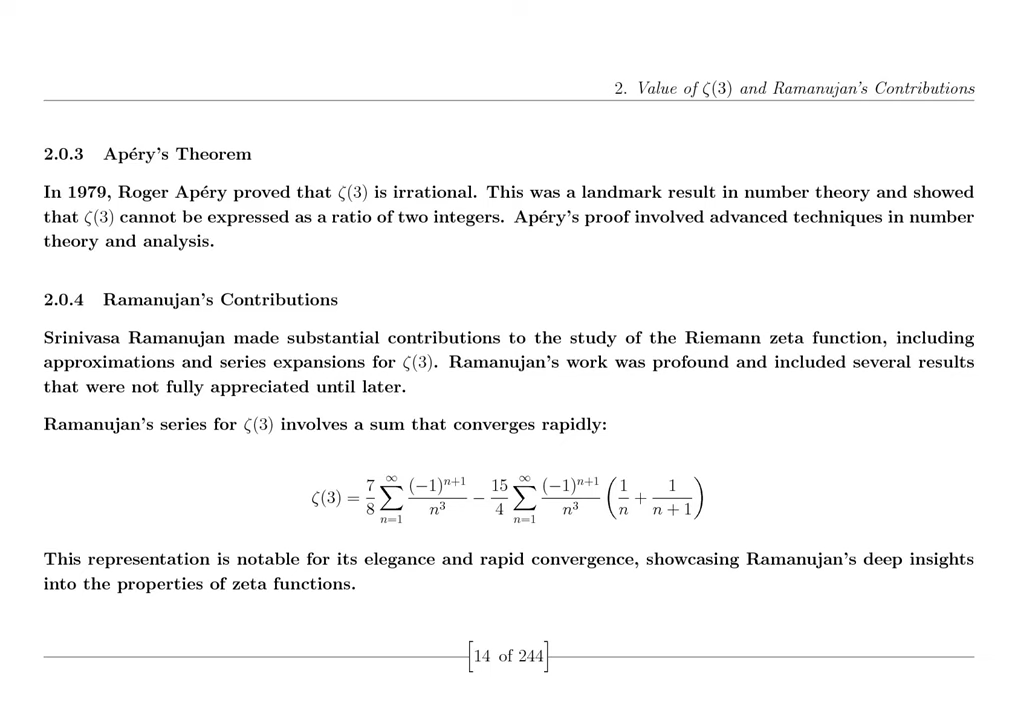 2. Value of ζ(3) and Ramanujan's Contributions
2.0.3 Apéry's Theorem
In 1979, Roger Apéry proved that ζ(3) is irrational. This was a landmark result in number theory and showed
that ζ(3) cannot be expressed as a ratio of two integers. Apéry's proof involved advanced techniques in number
theory and analysis.
2.0.4 Ramanujan's Contributions
Srinivasa Ramanujan made substantial contributions to the study of the Riemann zeta function, including
approximations and series expansions for ζ(3). Ramanujan's work was profound and included several results
that were not fully appreciated until later.
Ramanujan's series for ζ(3) involves a sum that converges rapidly:
ζ(3) = 7/8 ∑_{n=1}^{∞} (−1)^{n+1}/n^3 − 15/4 ∑_{n=1}^{∞} (−1)^{n+1}/n^3 (1/n + 1/(n+1))
This representation is notable for its elegance and rapid convergence, showcasing Ramanujan's deep insights
into the properties of zeta functions.
[14 of 244]